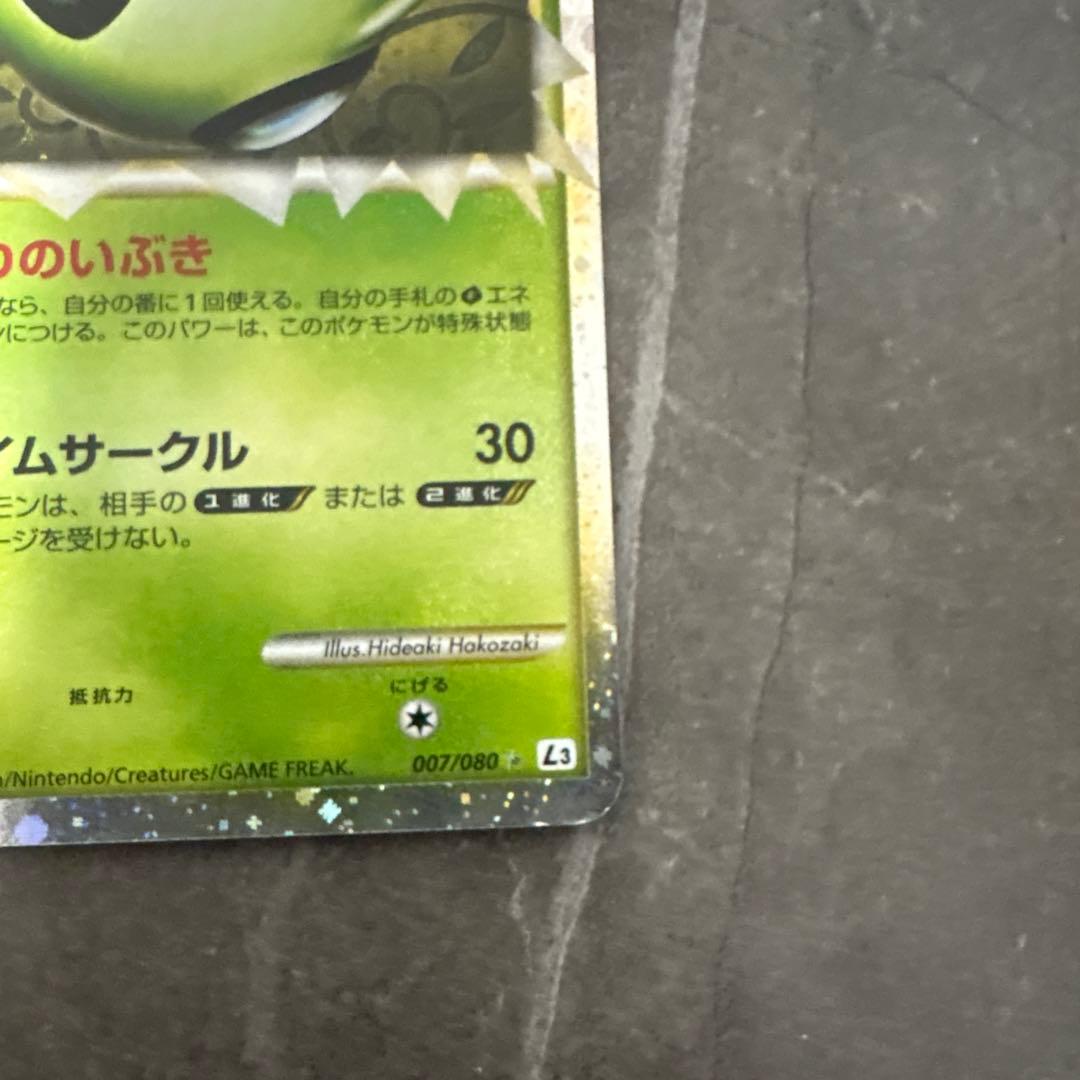 のいぶき
なら、自分の番に1回使える。自分の手札のエネ
につける。このパワーは、このポケモンが特殊状態
イムサークル 30
モンは、相手の 1進化 または 2進化
ージを受けない。
Illus.Hideaki Hakozaki
抵抗力 にげる
/Nintendo/Creatures/GAME FREAK. 007/080 L3